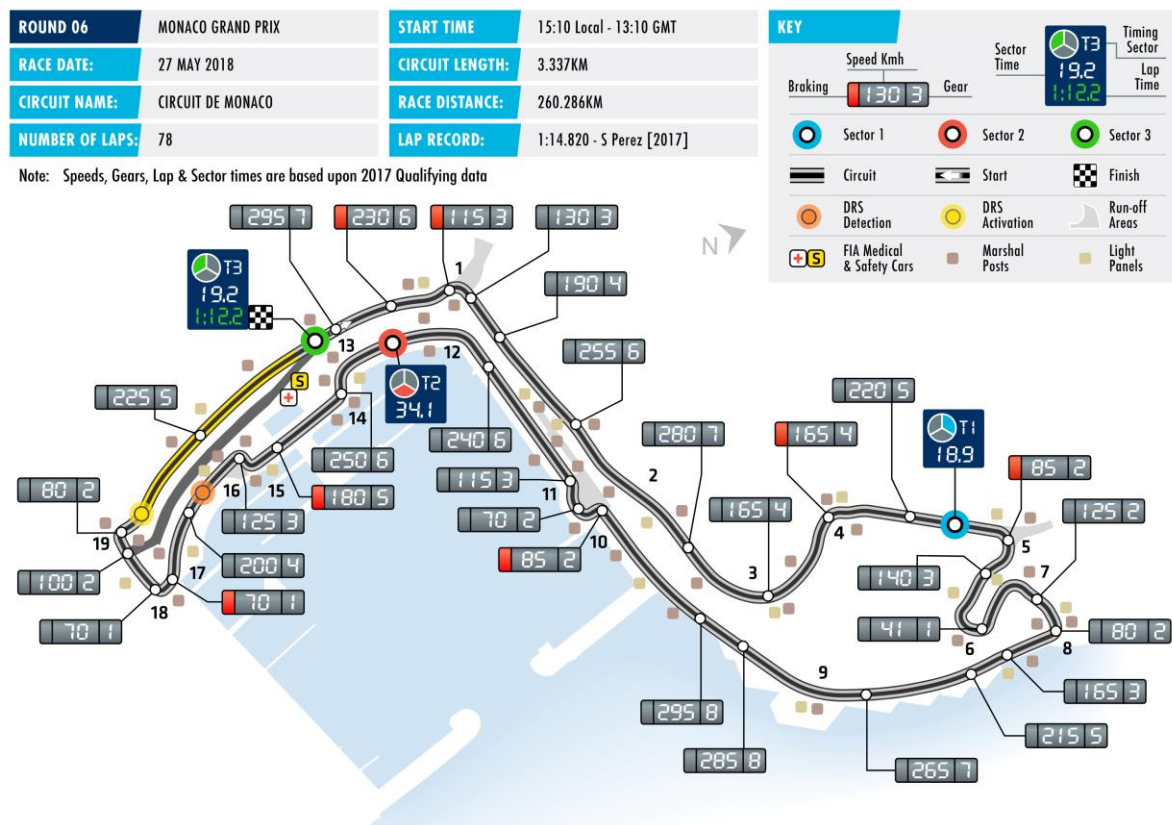 ROUND 06 MONACO GRAND PRIX
RACE DATE: 27 MAY 2018
CIRCUIT NAME: CIRCUIT DE MONACO
NUMBER OF LAPS: 78
START TIME 15:10 Local - 13:10 GMT
CIRCUIT LENGTH: 3.337KM
RACE DISTANCE: 260.286KM
LAP RECORD: 1:14.820 - S Perez [2017]
Note: Speeds, Gears, Lap & Sector times are based upon 2017 Qualifying data
KEY
Speed Kmh
Braking 130 3 Gear
Sector Time
T3
19.2
1:12.2
Timing Sector
Lap Time
Sector 1
Sector 2
Sector 3
Circuit
Start
Finish
DRS Detection
DRS Activation
Run-off Areas
S
FIA Medical & Safety Cars
Marshal Posts
Light Panels
N
295 7
230 6
115 3
130 3
1
190 4
T3
19.2
1:12.2
13
12
255 6
S
T2
34.1
225 5
14
240 6
280 7
2
220 5
165 4
T1
18.9
85 2
250 6
115 3
11
16
15
180 5
80 2
125 3
70 2
10
165 4
4
125 2
19
200 4
85 2
3
5
140 3
7
100 2
17
18
70 1
70 1
41 1
6
8
80 2
9
165 3
295 8
285 8
265 7
215 5